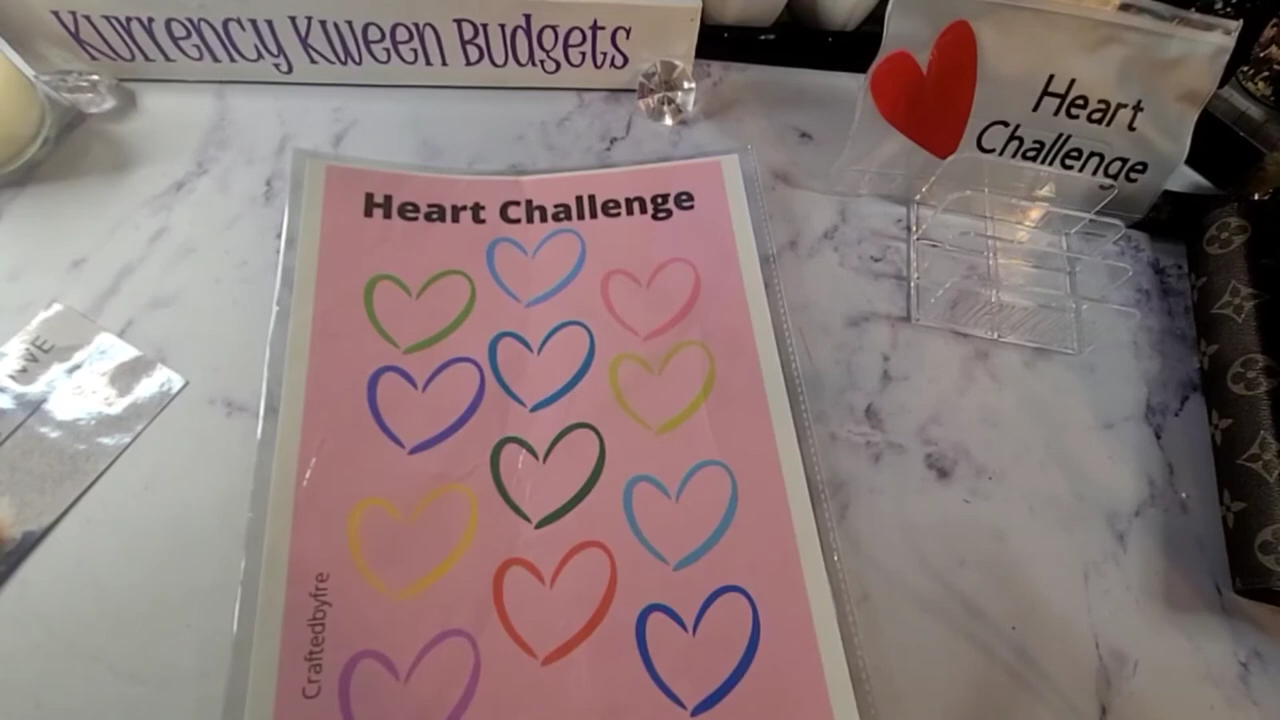 Kurrency Kween Budgets
Heart
Challenge
Heart Challenge
Craftedbyfre